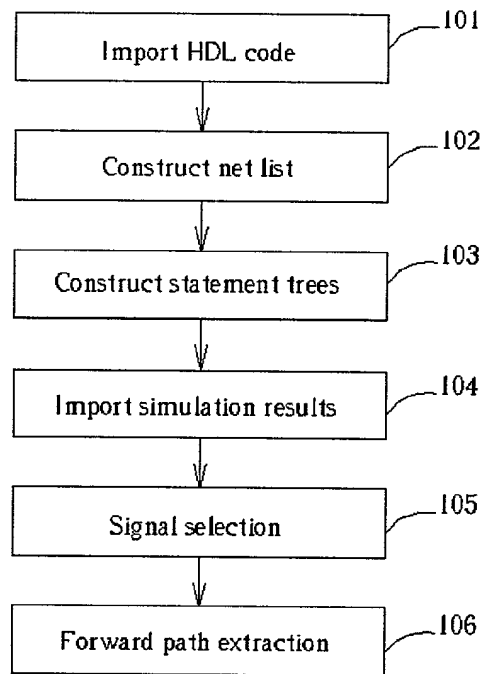 101
Import HDL code
102
Construct net list
103
Construct statement trees
104
Import simulation results
105
Signal selection
106
Forward path extraction